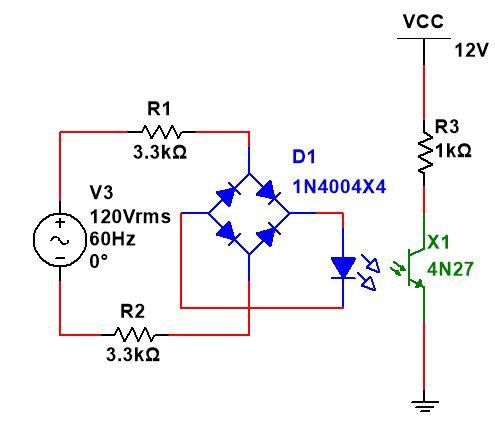 VCC
12V
R1
3.3kΩ
R3
1kΩ
D1
1N4004X4
V3
120Vrms
60Hz
0°
X1
4N27
R2
3.3kΩ